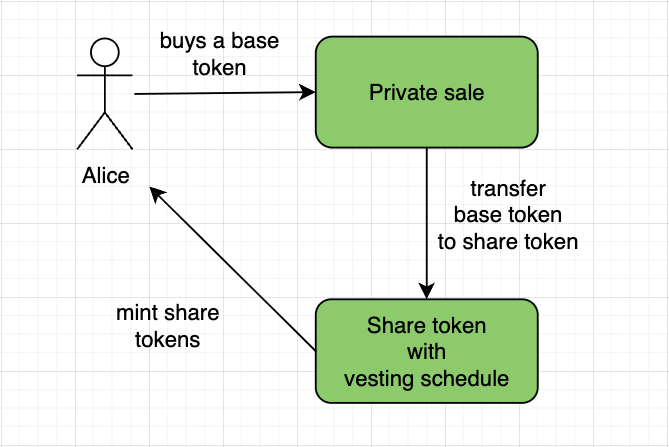 buys a base
token
Private sale
Alice
transfer
base token
to share token
mint share
tokens
Share token
with
vesting schedule